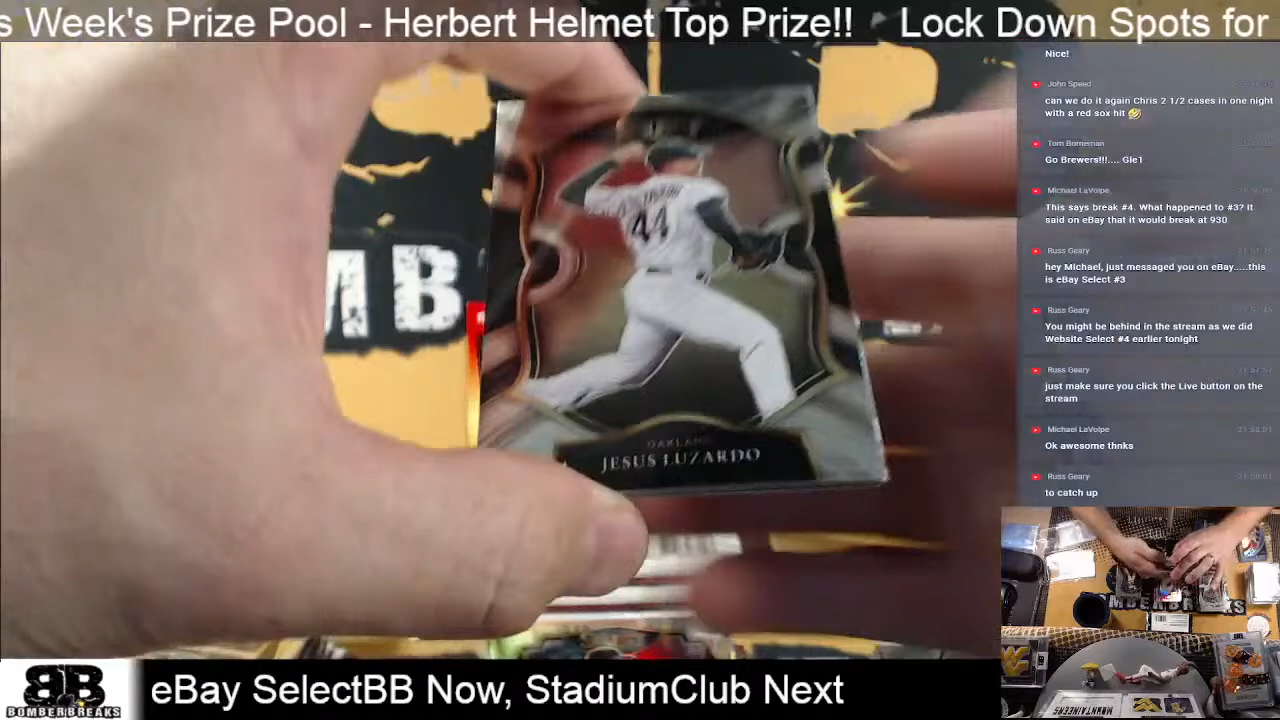 s Week's Prize Pool - Herbert Helmet Top Prize!! Lock Down Spots for
Nice!
John Speed
can we do it again Chris 2 1/2 cases in one night
with a red sox hit 🤣
Tom Borneman
Go Brewers!!!.... Gle1
Michael LaVolpe
This says break #4. What happened to #3? It
said on eBay that it would break at 930
Russ Geary
hey Michael, just messaged you on eBay.....this
is eBay Select #3
Russ Geary
You might be behind in the stream as we did
Website Select #4 earlier tonight
Russ Geary
just make sure you click the Live button on the
stream
Michael LaVolpe
Ok awesome thnks
Russ Geary
to catch up
MB
44
OAKLAND
JESUS LUZARDO
MBERBREAKS
MOUNTAINEERS
BB
BOMBERBREAKS
eBay SelectBB Now, StadiumClub Next